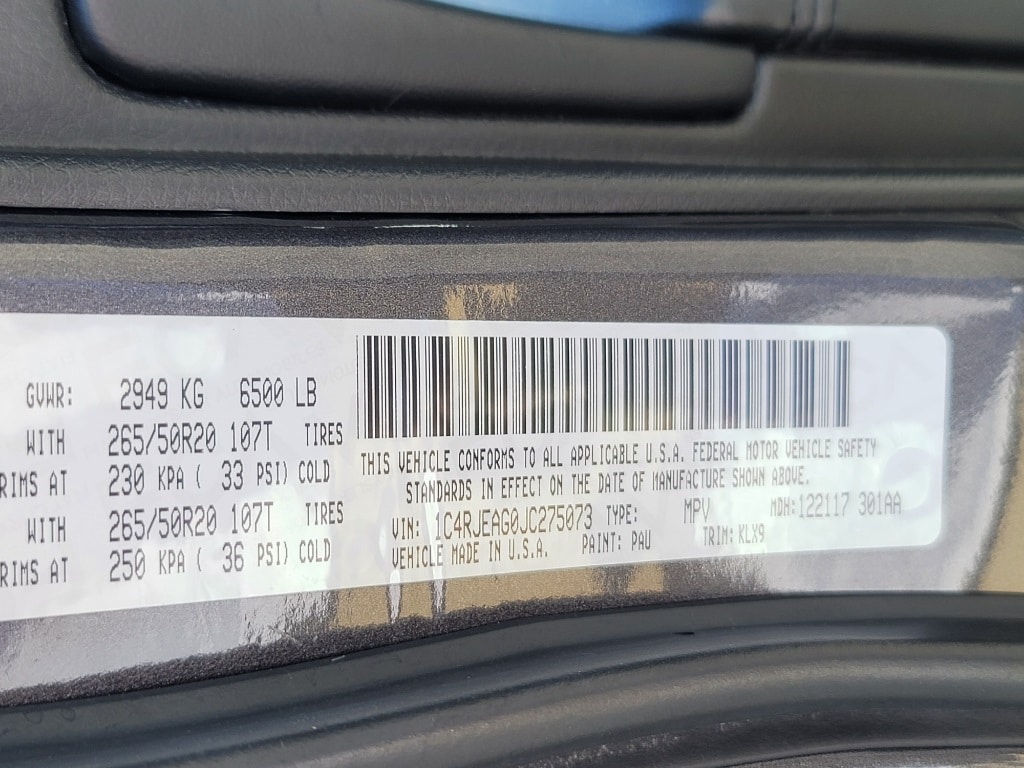 GVWR: 2949 KG 6500 LB
WITH 265/50R20 107T TIRES
RIMS AT 230 KPA ( 33 PSI) COLD
WITH 265/50R20 107T TIRES
RIMS AT 250 KPA ( 36 PSI) COLD
THIS VEHICLE CONFORMS TO ALL APPLICABLE U.S.A. FEDERAL MOTOR VEHICLE SAFETY
STANDARDS IN EFFECT ON THE DATE OF MANUFACTURE SHOWN ABOVE.
VIN: 1C4RJEAG0JC275073 TYPE: MPV MDH: 122117 301AA
VEHICLE MADE IN U.S.A. PAINT: PAU TRIM: KLX9